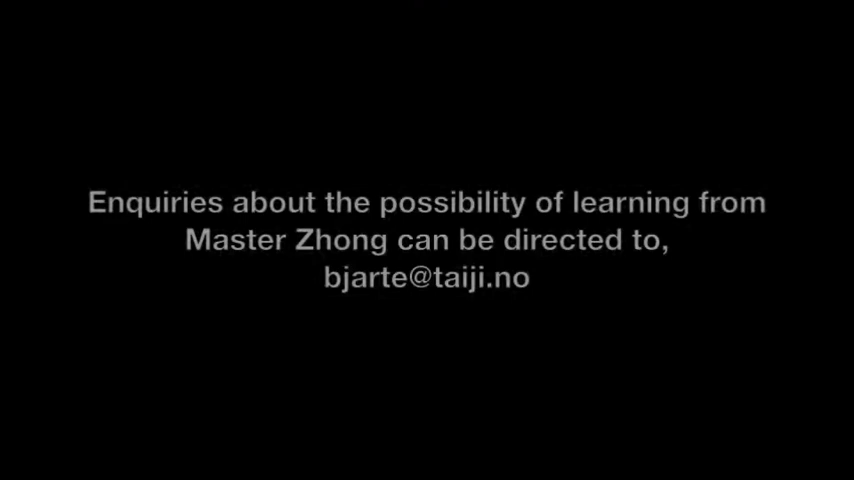 Enquiries about the possibility of learning from
Master Zhong can be directed to,
bjarte@taiji.no